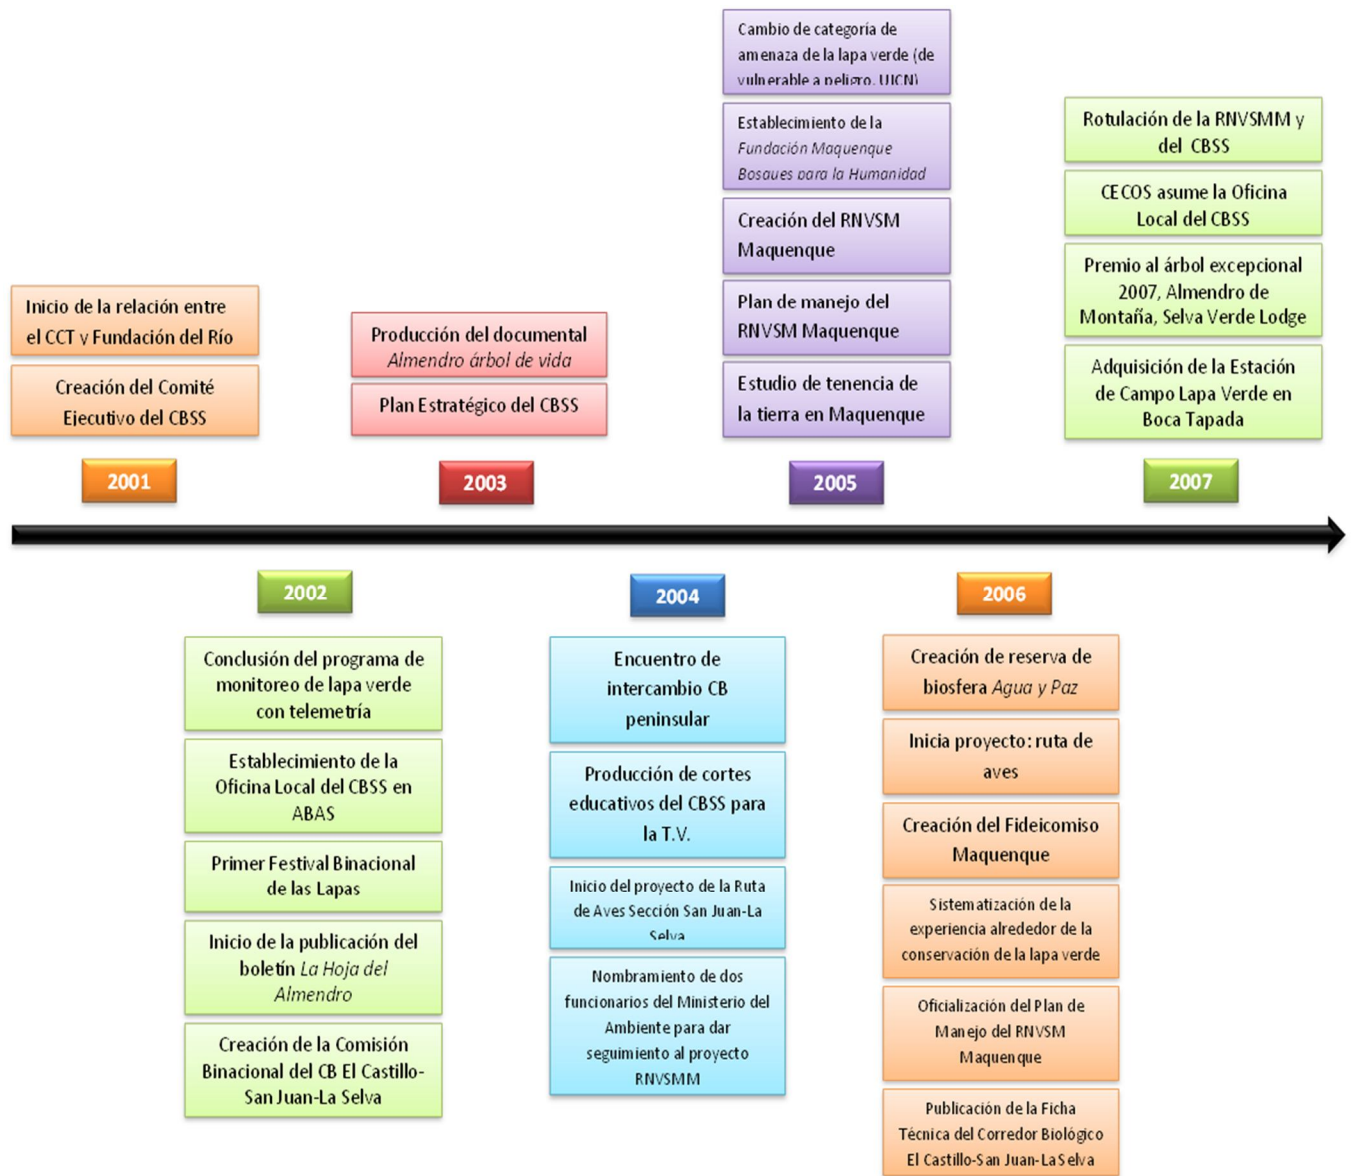 Inicio de la relación entre
el CCT y Fundación del Río
Creación del Comité
Ejecutivo del CBSS
2001
Conclusión del programa de
monitoreo de lapa verde
con telemetría
Establecimiento de la
Oficina Local del CBSS en
ABAS
Primer Festival Binacional
de las Lapas
Inicio de la publicación del
boletín La Hoja del
Almendro
Creación de la Comisión
Binacional del CB El Castillo-
San Juan-La Selva
2002
Producción del documental
Almendro árbol de vida
Plan Estratégico del CBSS
2003
2004
Encuentro de
intercambio CB
peninsular
Producción de cortes
educativos del CBSS para
la T.V.
Inicio del proyecto de la Ruta
de Aves Sección San Juan-La
Selva
Nombramiento de dos
funcionarios del Ministerio del
Ambiente para dar
seguimiento al proyecto
RNVSMM
Cambio de categoría de
amenaza de la lapa verde (de
vulnerable a peligro, UICN)
Establecimiento de la
Fundación Maquenque
Bosques para la Humanidad
Creación del RNVSM
Maquenque
Plan de manejo del
RNVSM Maquenque
Estudio de tenencia de
la tierra en Maquenque
2005
2006
Creación de reserva de
biosfera Agua y Paz
Inicia proyecto: ruta de
aves
Creación del Fideicomiso
Maquenque
Sistematización de la
experiencia alrededor de la
conservación de la lapa verde
Oficialización del Plan de
Manejo del RNVSM
Maquenque
Publicación de la Ficha
Técnica del Corredor Biológico
El Castillo-San Juan-La Selva
Rotulación de la RNVSMM y
del CBSS
CECOS asume la Oficina
Local del CBSS
Premio al árbol excepcional
2007, Almendro de
Montaña, Selva Verde Lodge
Adquisición de la Estación
de Campo Lapa Verde en
Boca Tapada
2007